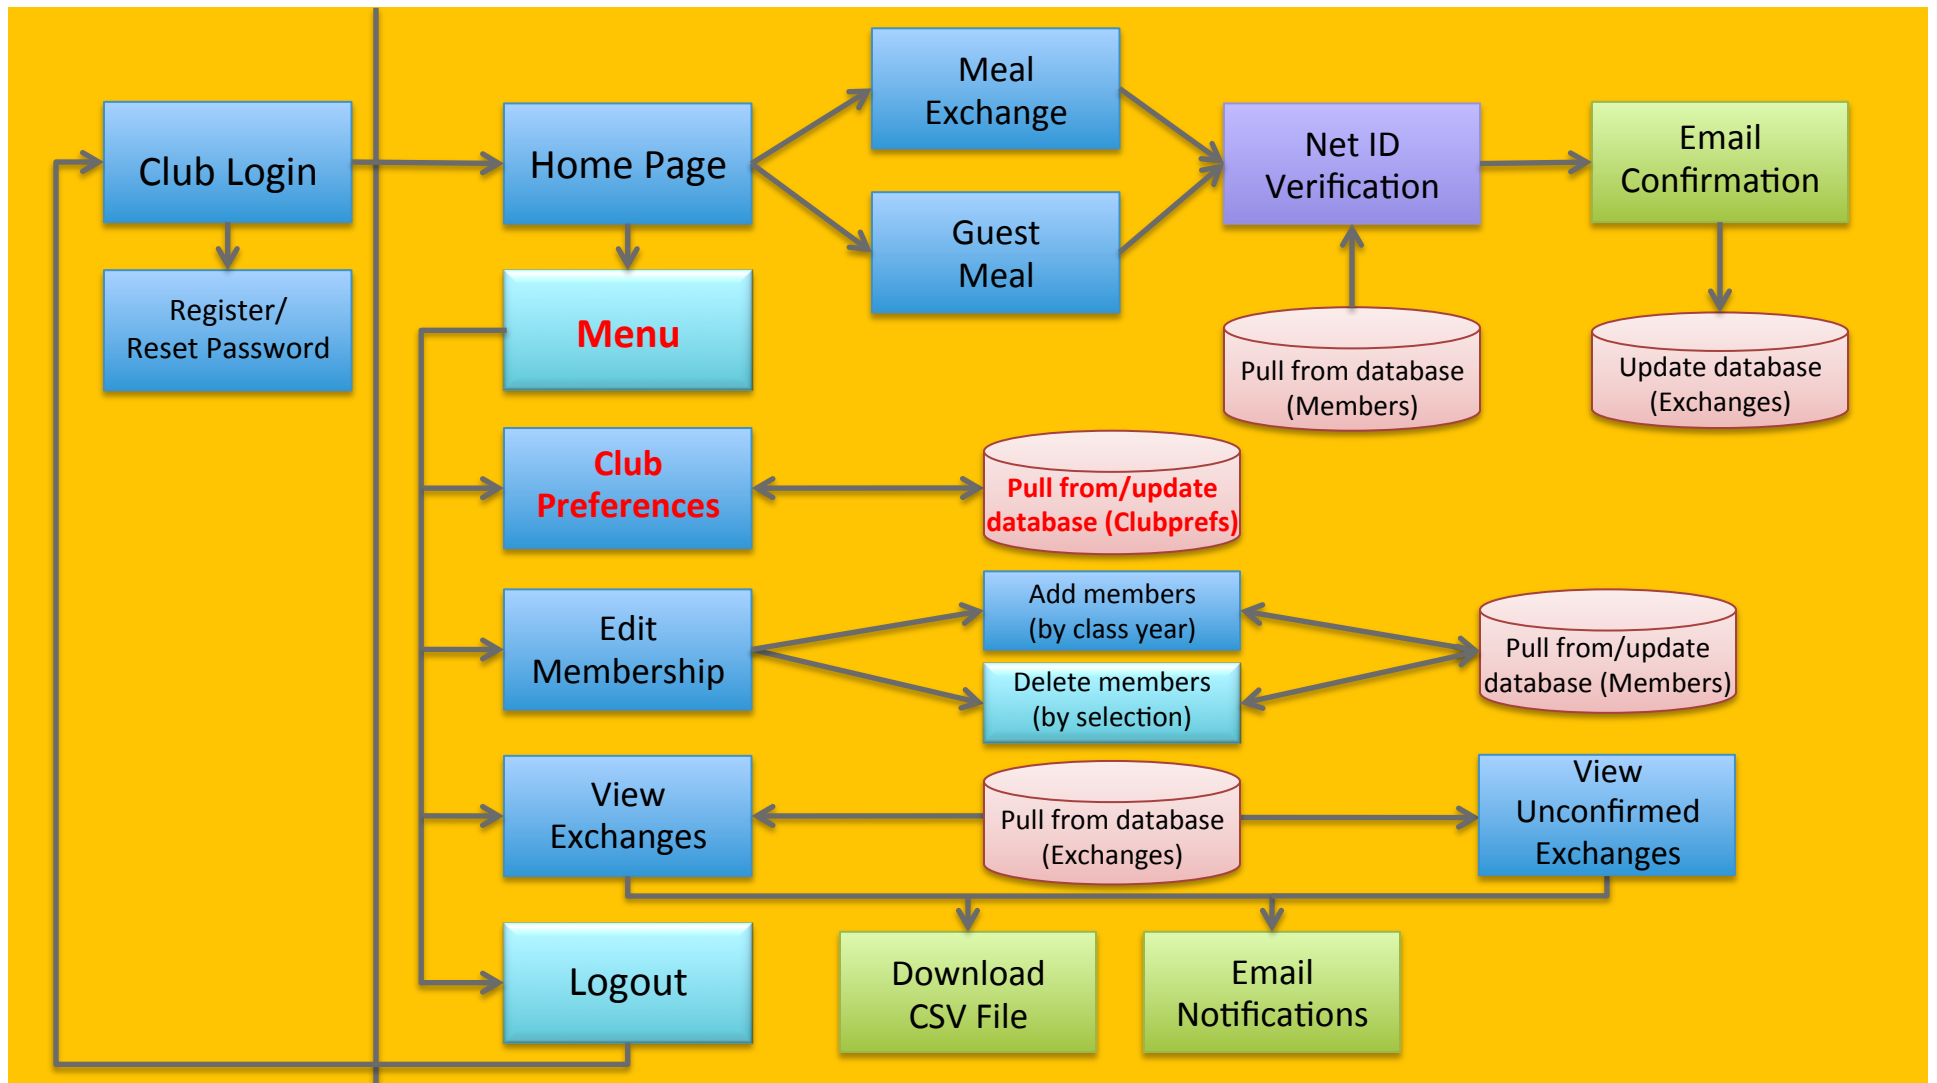 Club Login
Register/
Reset Password
Home Page
Meal
Exchange
Guest
Meal
Net ID
Verification
Email
Confirmation
Menu
Pull from database
(Members)
Update database
(Exchanges)
Club
Preferences
Pull from/update
database (Clubprefs)
Edit
Membership
Add members
(by class year)
Delete members
(by selection)
Pull from/update
database (Members)
View
Exchanges
Pull from database
(Exchanges)
View
Unconfirmed
Exchanges
Logout
Download
CSV File
Email
Notifications